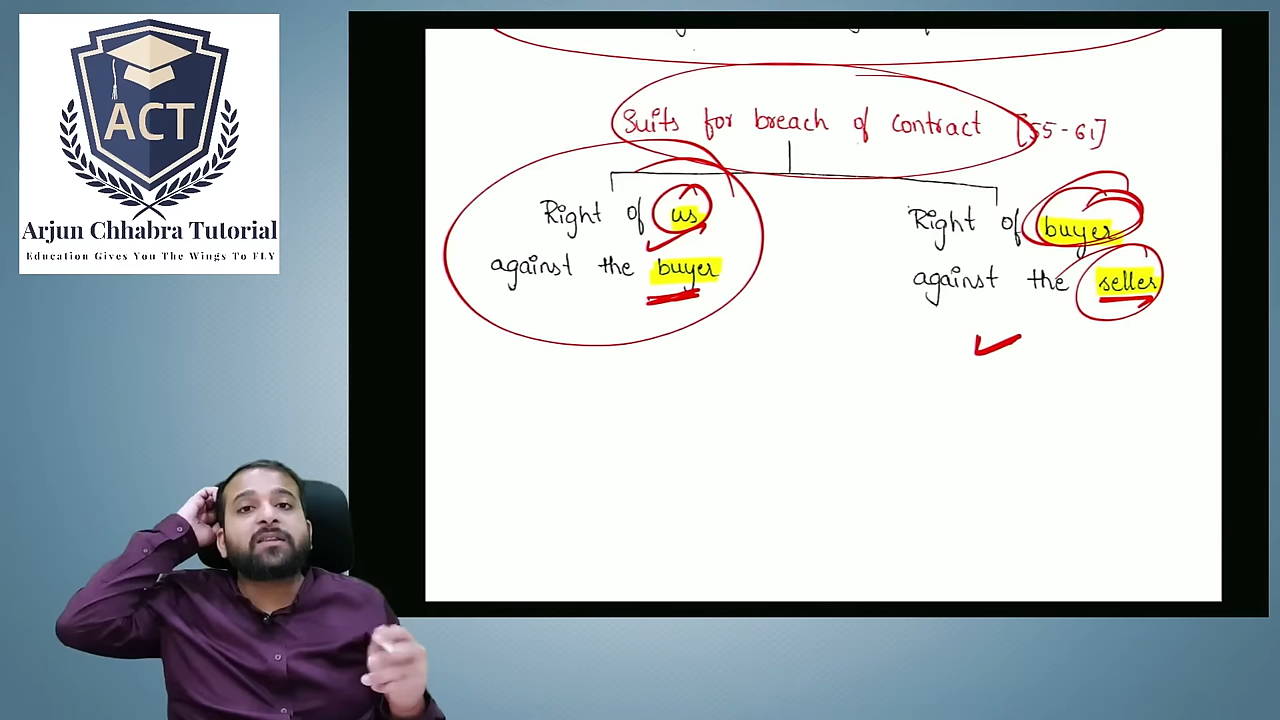 ACT
Arjun Chhabra Tutorial
Education Gives You The Wings To FLY
Suits for breach of contract [55-61]
Right of us
against the buyer
Right of buyer
against the seller